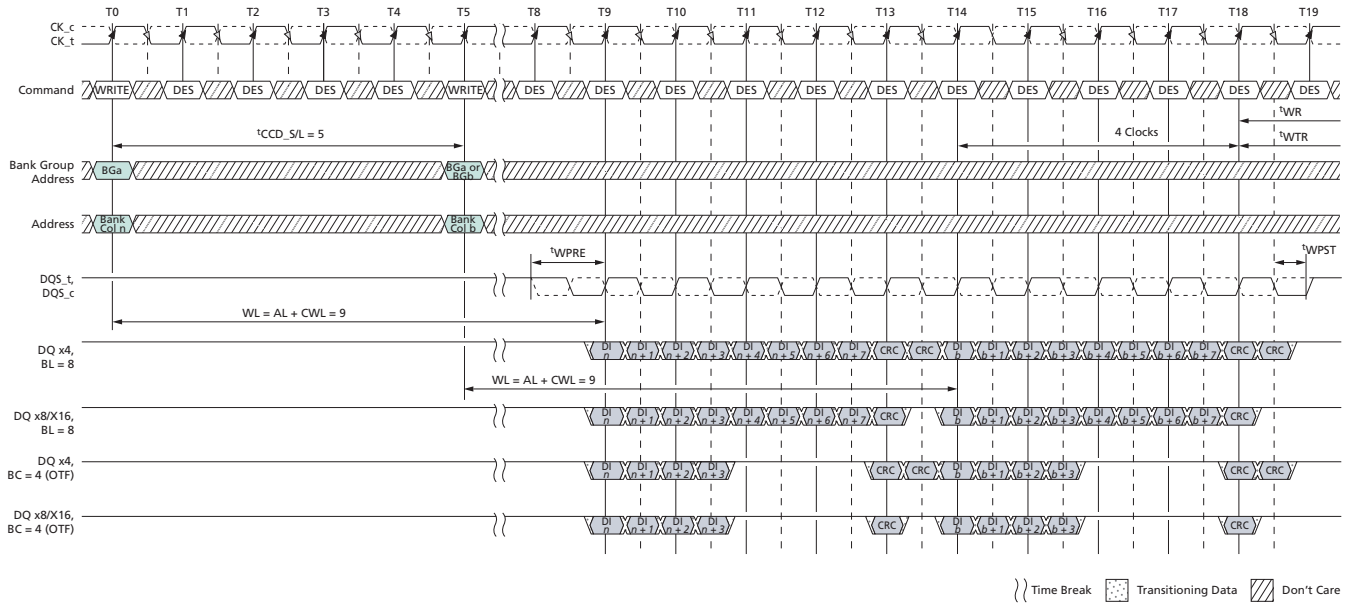 T0 T1 T2 T3 T4 T5 T8 T9 T10 T11 T12 T13 T14 T15 T16 T17 T18 T19
CK_c
CK_t
Command WRITE DES DES DES DES WRITE DES DES DES DES DES DES DES DES DES DES DES DES
tWR
tCCD_S/L = 5
4 Clocks
tWTR
Bank Group
Address
BGa
BGa or
BGb
Address
Bank
Col n
Bank
Col b
tWPRE
tWPST
DQS_t,
DQS_c
WL = AL + CWL = 9
DQ x4,
BL = 8
DI DI DI DI DI DI DI DI CRC CRC DI DI DI DI DI DI DI DI CRC CRC
n n + 1 n + 2 n + 3 n + 4 n + 5 n + 6 n + 7 b b + 1 b + 2 b + 3 b + 4 b + 5 b + 6 b + 7
WL = AL + CWL = 9
DQ x8/X16,
BL = 8
DI DI DI DI DI DI DI DI CRC DI DI DI DI DI DI DI DI CRC
n n + 1 n + 2 n + 3 n + 4 n + 5 n + 6 n + 7 b b + 1 b + 2 b + 3 b + 4 b + 5 b + 6 b + 7
DQ x4,
BC = 4 (OTF)
DI DI DI DI CRC CRC DI DI DI DI CRC CRC
n n + 1 n + 2 n + 3 b b + 1 b + 2 b + 3
DQ x8/X16,
BC = 4 (OTF)
DI DI DI DI CRC DI DI DI DI CRC
n n + 1 n + 2 n + 3 b b + 1 b + 2 b + 3
Time Break Transitioning Data Don't Care